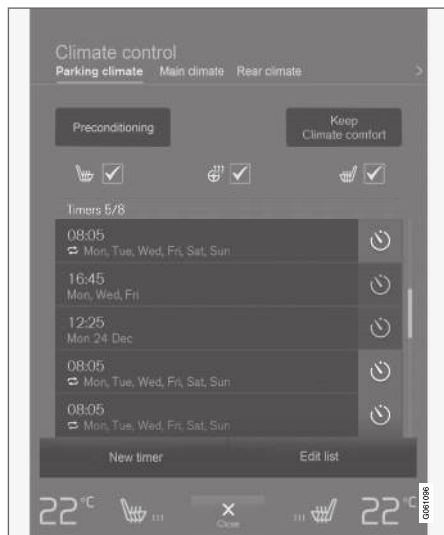 Climate control
Parking climate Main climate Rear climate
Preconditioning
Keep
Climate comfort
Timers 5/8
08:05
Mon, Tue, Wed, Fri, Sat, Sun
16:45
Mon, Wed, Fri
12:25
Mon 24 Dec
08:05
Mon, Tue, Wed, Fri, Sat, Sun
08:05
Mon, Tue, Wed, Fri, Sat, Sun
New timer Edit list
22°C 22°C
Close
G061096